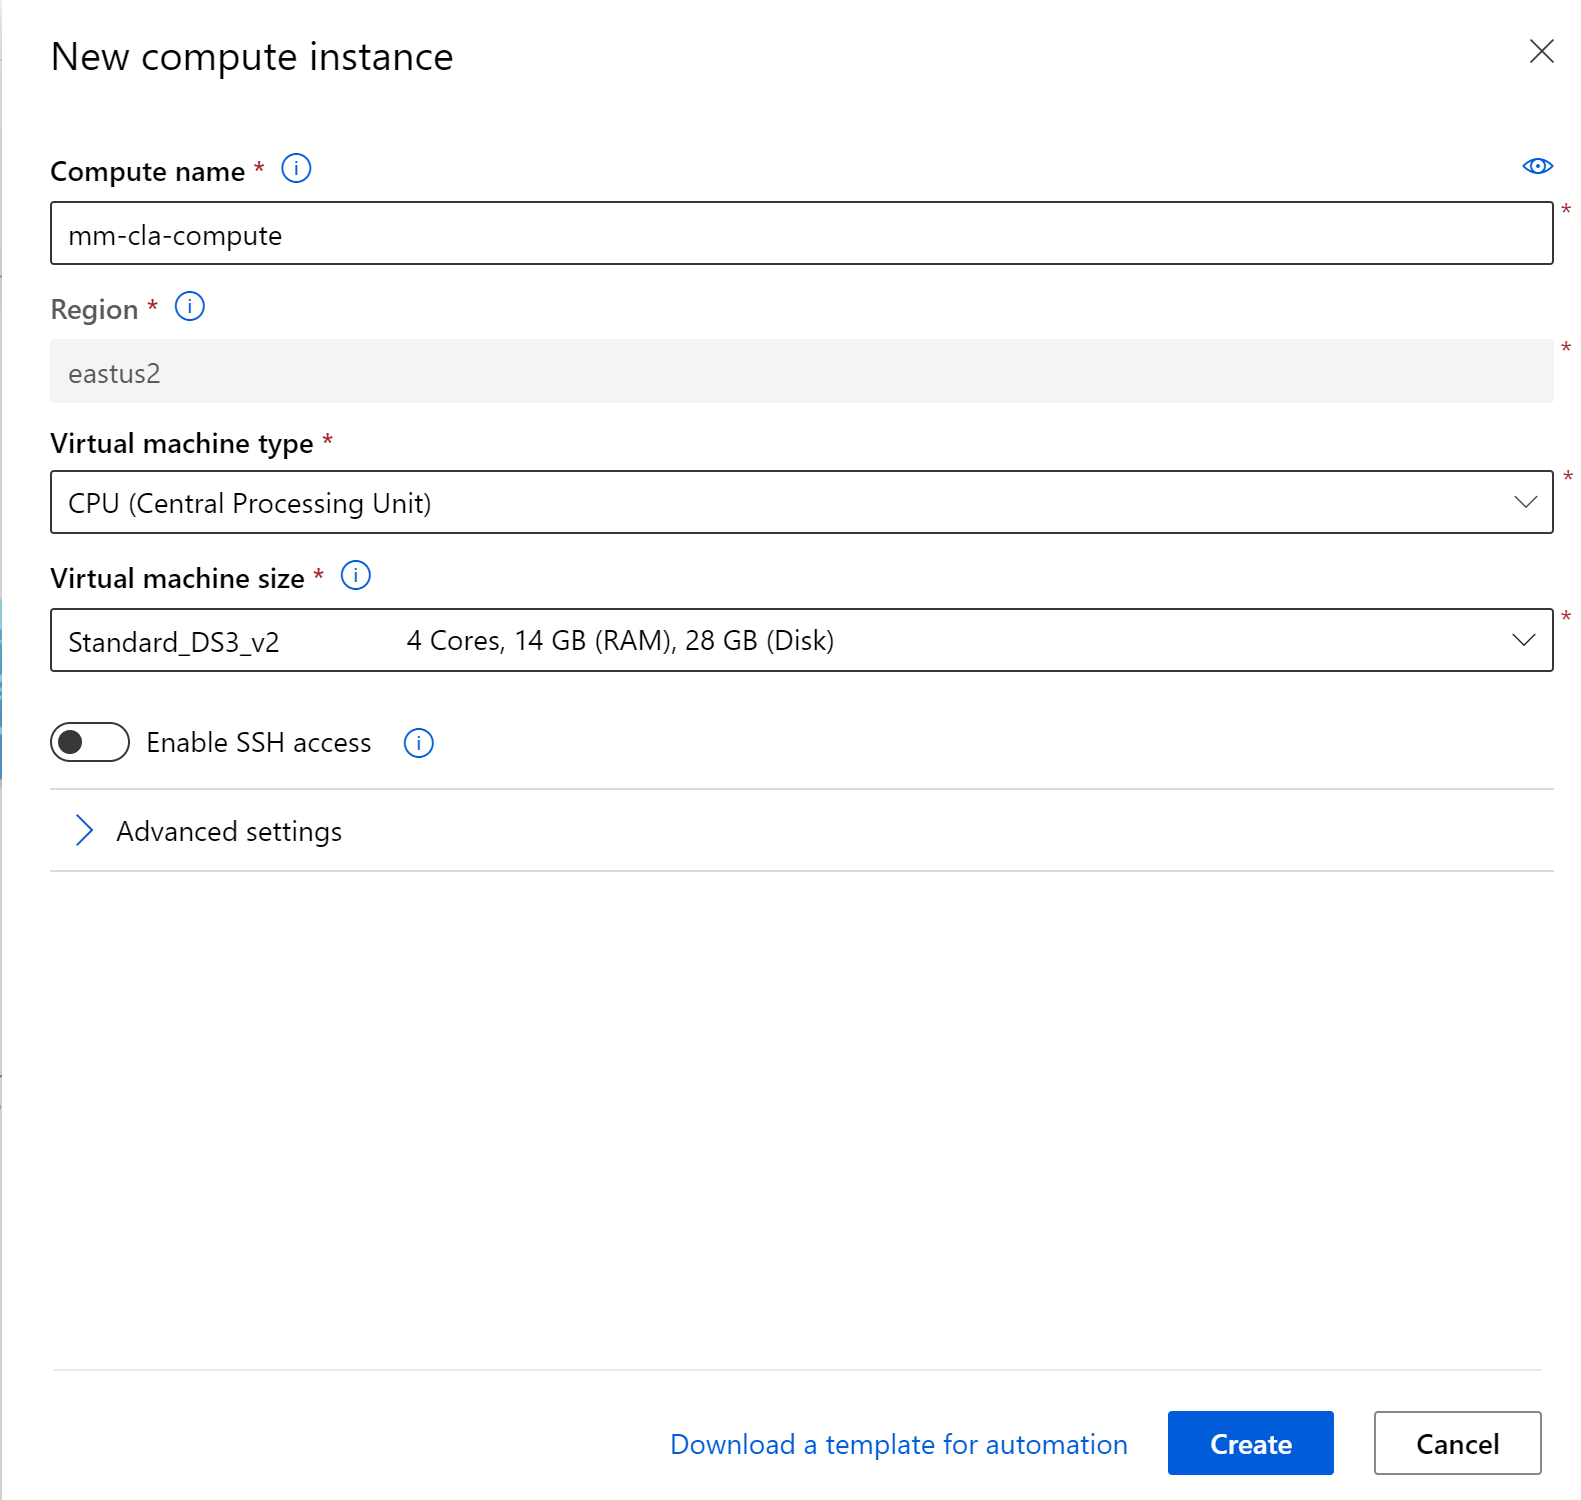 New compute instance
Compute name *
mm-cla-compute *
Region *
eastus2 *
Virtual machine type *
CPU (Central Processing Unit) *
Virtual machine size *
Standard_DS3_v2 4 Cores, 14 GB (RAM), 28 GB (Disk) *
Enable SSH access
Advanced settings
Download a template for automation Create Cancel